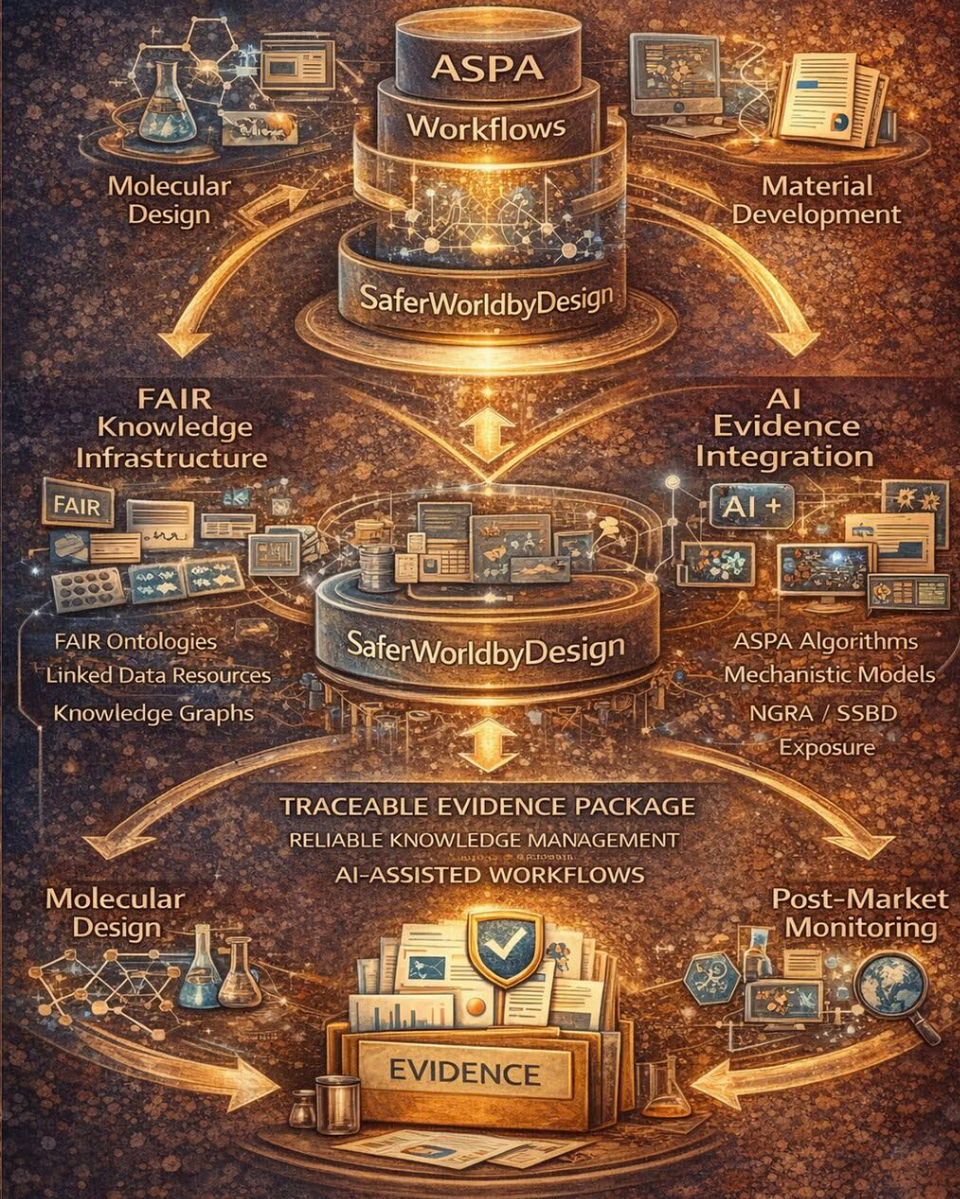 ASPA
Workflows
SaferWorldbyDesign
Molecular
Design
Material
Development
FAIR
Knowledge
Infrastructure
AI
Evidence
Integration
FAIR
AI +
SaferWorldbyDesign
FAIR Ontologies
Linked Data Resources
Knowledge Graphs
ASPA Algorithms
Mechanistic Models
NGRA / SSBD
Exposure
TRACEABLE EVIDENCE PACKAGE
RELIABLE KNOWLEDGE MANAGEMENT
AI-ASSISTED WORKFLOWS
Molecular
Design
Post-Market
Monitoring
EVIDENCE